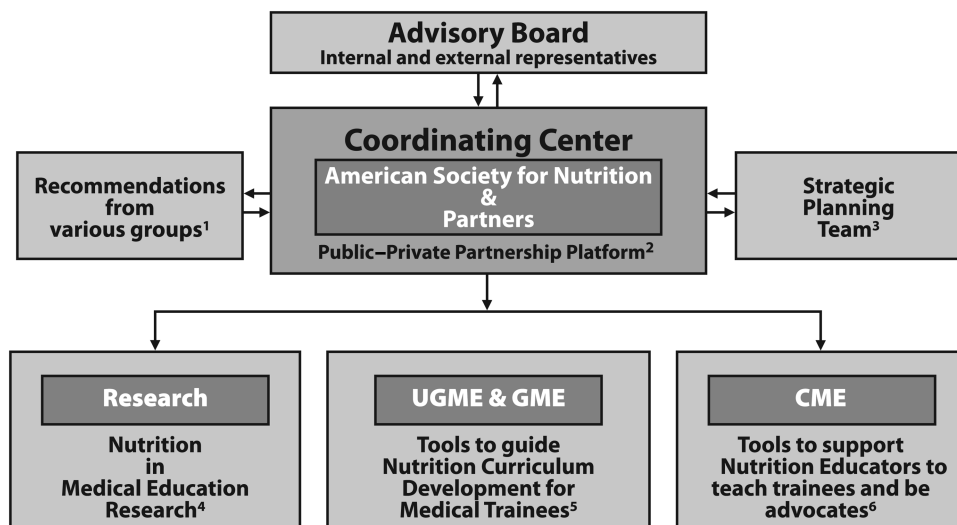 Advisory Board
Internal and external representatives
Coordinating Center
American Society for Nutrition
&
Partners
Public–Private Partnership Platform²
Recommendations
from
various groups¹
Strategic
Planning
Team³
Research
Nutrition
in
Medical Education
Research⁴
UGME & GME
Tools to guide
Nutrition Curriculum
Development for
Medical Trainees⁵
CME
Tools to support
Nutrition Educators to
teach trainees and be
advocates⁶